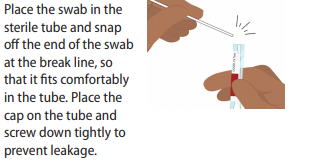 Place the swab in the
sterile tube and snap
off the end of the swab
at the break line, so
that it fits comfortably
in the tube. Place the
cap on the tube and
screw down tightly to
prevent leakage.